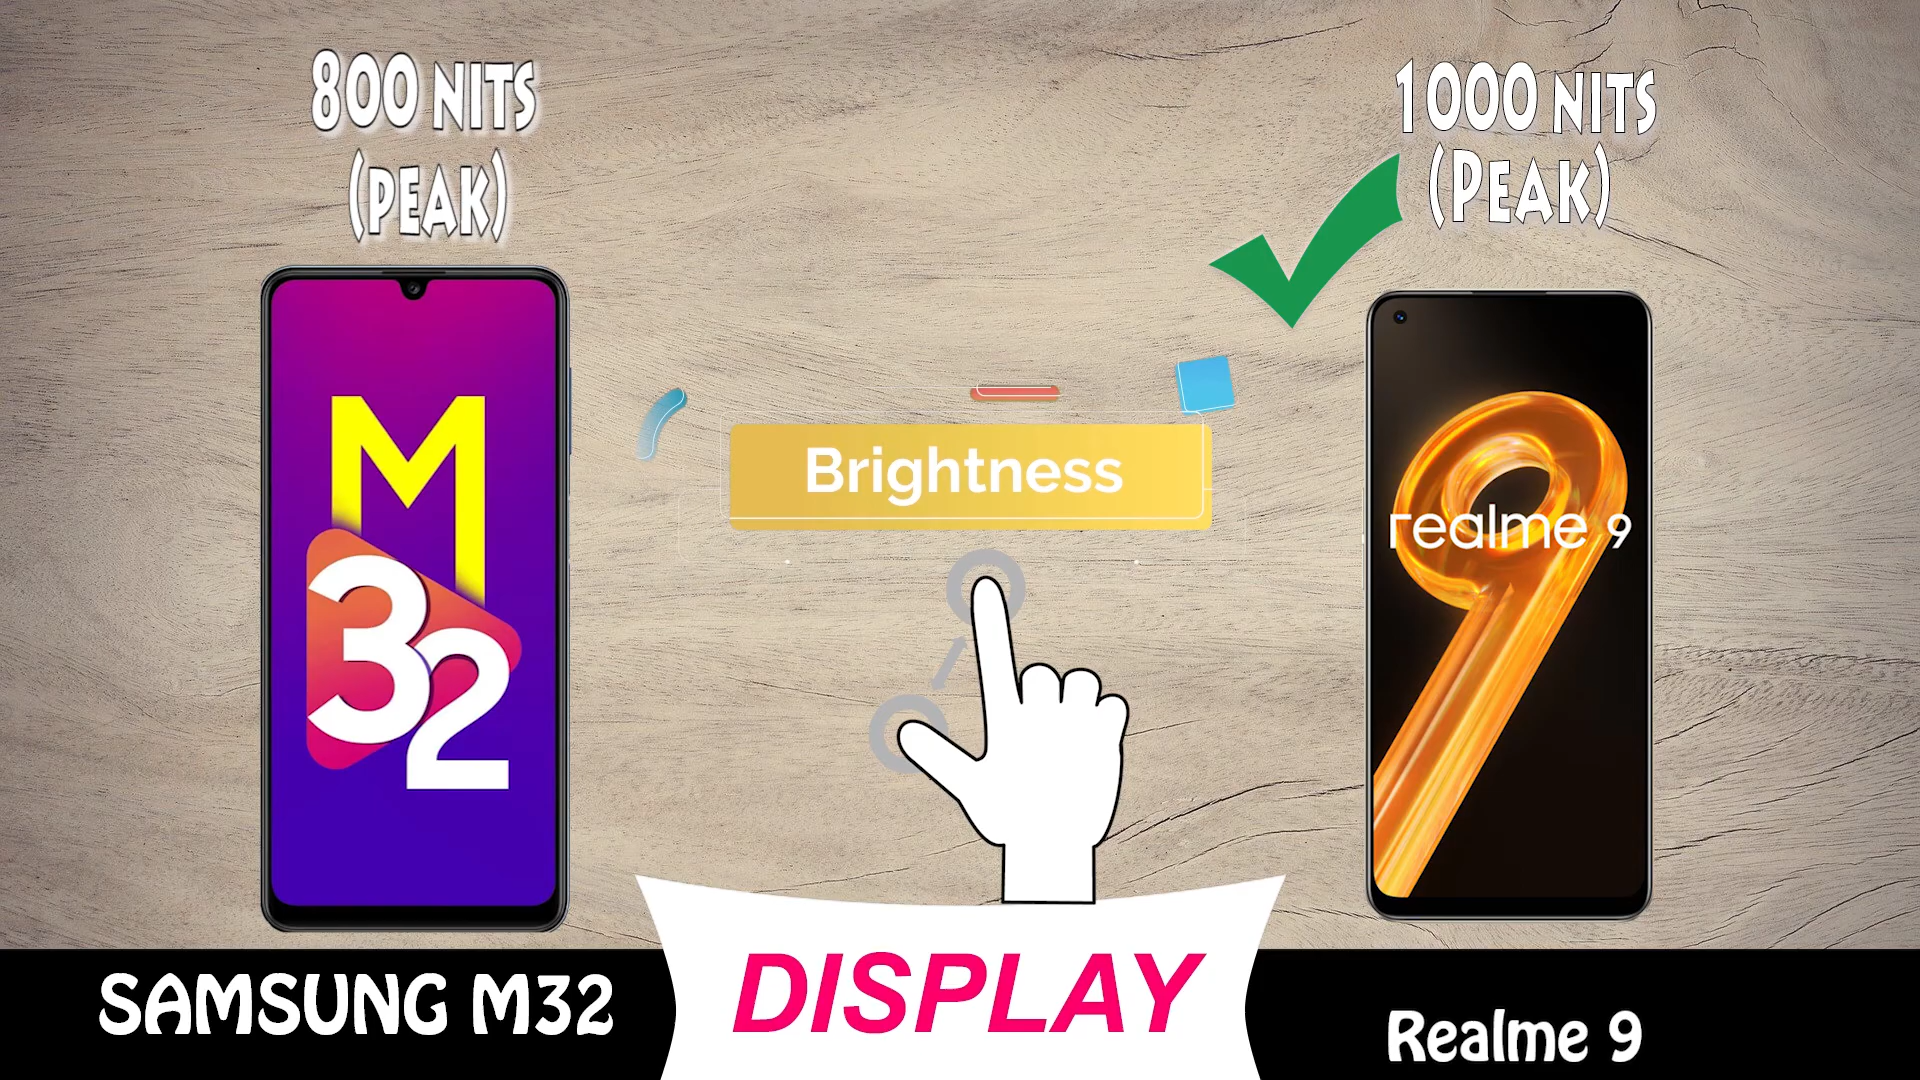 800 NITS
(PEAK)
1000 NITS
(PEAK)
Brightness
M
32
realme 9
SAMSUNG M32
DISPLAY
Realme 9